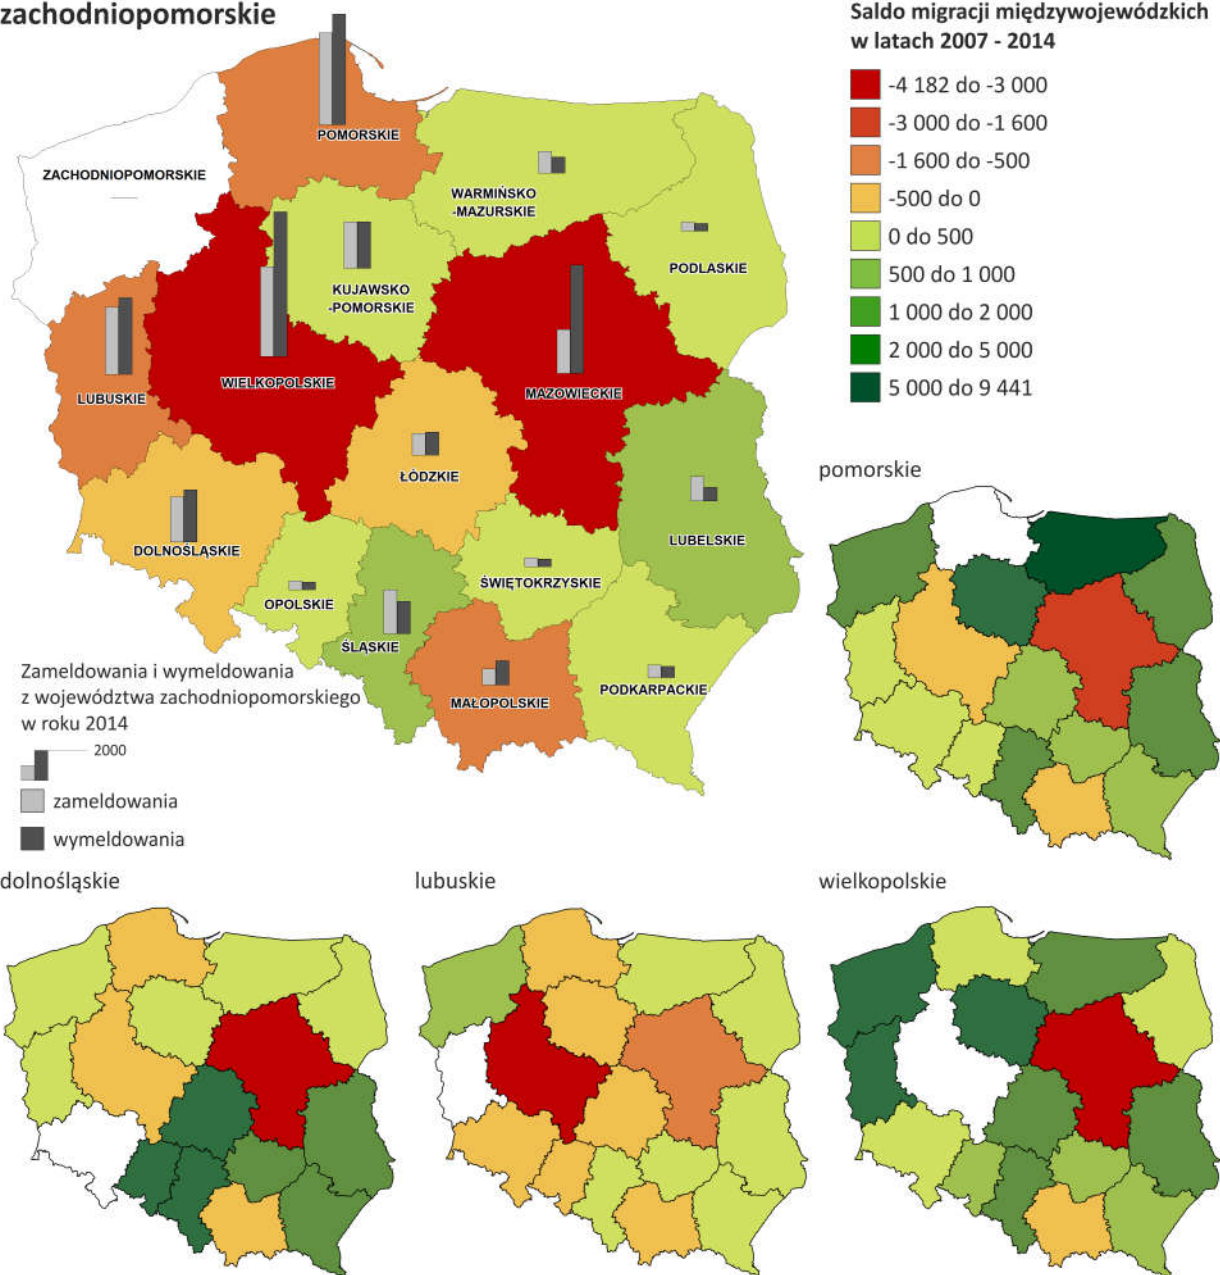 zachodniopomorskie
Saldo migracji międzywojewódzkich
w latach 2007 - 2014
-4 182 do -3 000
-3 000 do -1 600
-1 600 do -500
-500 do 0
0 do 500
500 do 1 000
1 000 do 2 000
2 000 do 5 000
5 000 do 9 441
POMORSKIE
ZACHODNIOPOMORSKIE
WARMIŃSKO
-MAZURSKIE
PODLASKIE
KUJAWSKO
-POMORSKIE
WIELKOPOLSKIE
MAZOWIECKIE
LUBUSKIE
ŁÓDZKIE
DOLNOŚLĄSKIE
LUBELSKIE
OPOLSKIE
ŚWIĘTOKRZYSKIE
ŚLĄSKIE
PODKARPACKIE
MAŁOPOLSKIE
Zameldowania i wymeldowania
z województwa zachodniopomorskiego
w roku 2014
2000
zameldowania
wymeldowania
pomorskie
dolnośląskie
lubuskie
wielkopolskie